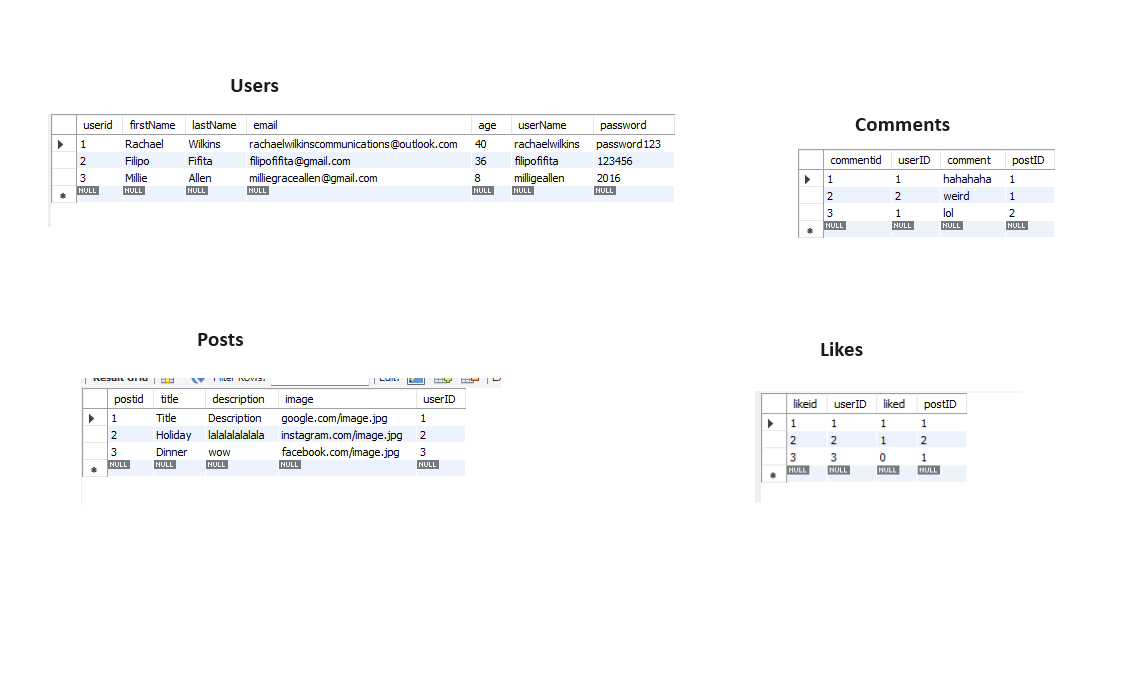 Users
userid firstName lastName email age userName password
1 Rachael Wilkins rachaelwilkinscommunications@outlook.com 40 rachaelwilkins password123
2 Filipo Fifita filipofifita@gmail.com 36 filipofifita 123456
3 Millie Allen milliegraceallen@gmail.com 8 milligeallen 2016
NULL NULL NULL NULL NULL NULL NULL
Comments
commentid userID comment postID
1 1 hahahaha 1
2 2 weird 1
3 1 lol 2
NULL NULL NULL NULL
Posts
Result Grid Filter Rows: Edit:
postid title description image userID
1 Title Description google.com/image.jpg 1
2 Holiday lalalalalalala instagram.com/image.jpg 2
3 Dinner wow facebook.com/image.jpg 3
NULL NULL NULL NULL NULL
Likes
likeid userID liked postID
1 1 1 1
2 2 1 2
3 3 0 1
NULL NULL NULL NULL